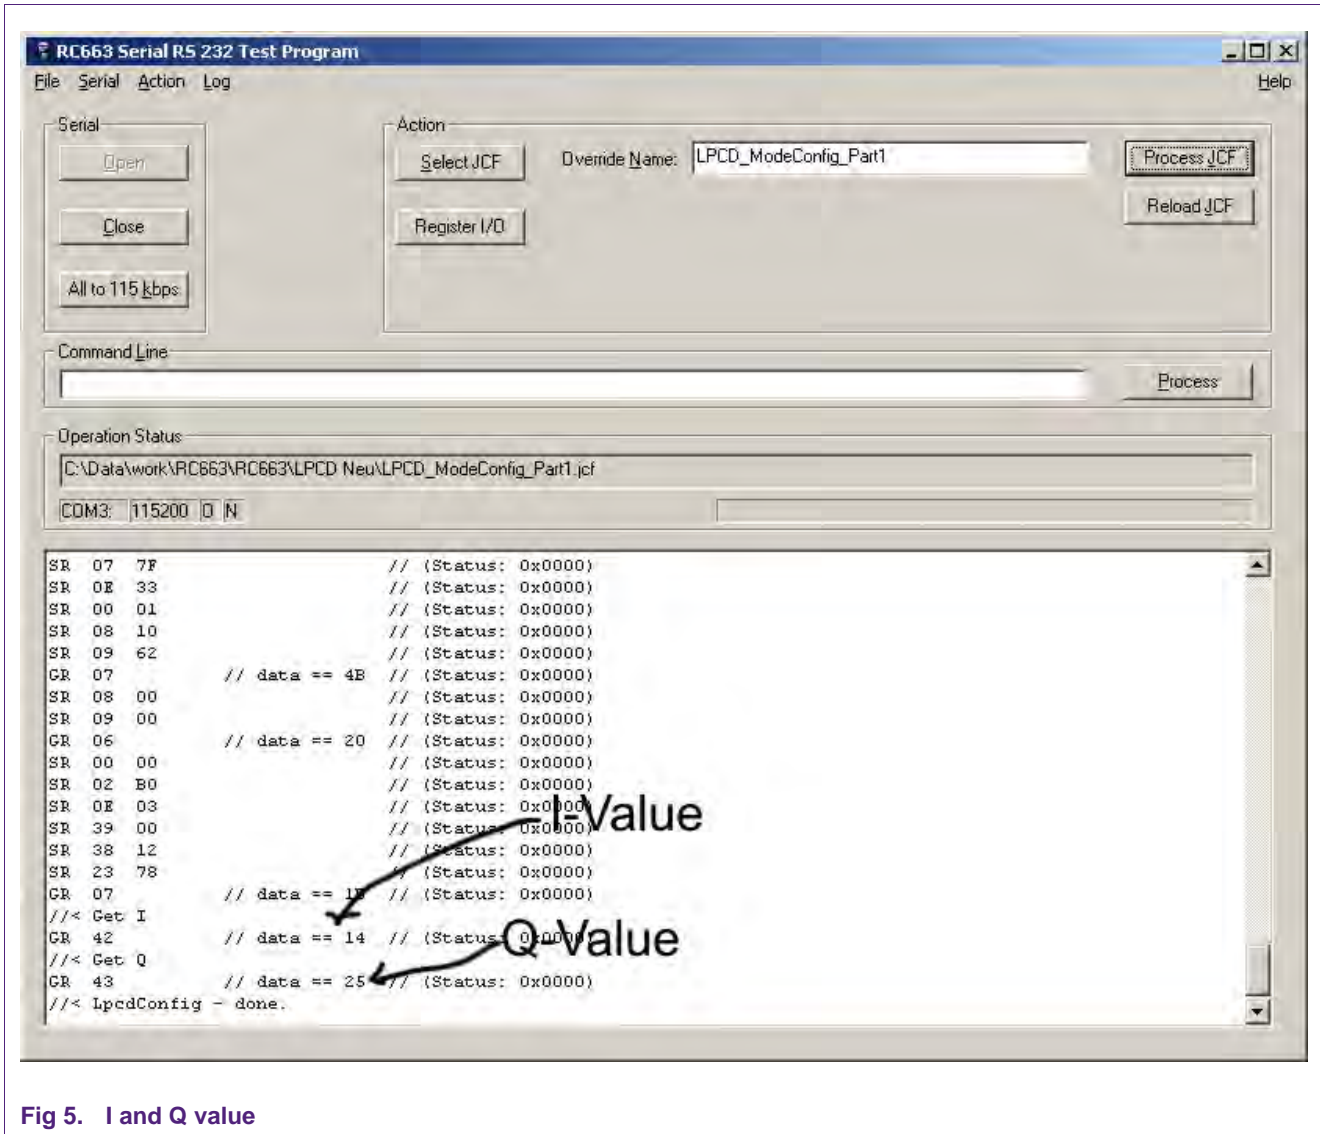 RC663 Serial RS 232 Test Program
File Serial Action Log Help
Serial
Open
Close
All to 115 kbps
Action
Select JCF
Override Name: LPCD_ModeConfig_Part1
Process JCF
Reload JCF
Register I/O
Command Line
Process
Operation Status
C:\Data\work\RC663\RC663\LPCD Neu\LPCD_ModeConfig_Part1.jcf
COM3: 115200 O N
SR 07 7F // (Status: 0x0000)
SR 0E 33 // (Status: 0x0000)
SR 00 01 // (Status: 0x0000)
SR 08 10 // (Status: 0x0000)
SR 09 62 // (Status: 0x0000)
GR 07 // data == 4B // (Status: 0x0000)
SR 08 00 // (Status: 0x0000)
SR 09 00 // (Status: 0x0000)
GR 06 // data == 20 // (Status: 0x0000)
SR 00 00 // (Status: 0x0000)
SR 02 B0 // (Status: 0x0000)
SR 0E 03 // (Status: 0x0000)
I-Value
SR 39 00 // (Status: 0x0000)
SR 38 12 // (Status: 0x0000)
SR 23 78 // (Status: 0x0000)
GR 07 // data == // (Status: 0x0000)
//< Get I
GR 42 // data == 14 // (Status: 0x0000)
Q-Value
//< Get Q
GR 43 // data == 25 // (Status: 0x0000)
//< LpcdConfig - done.
Fig 5. I and Q value